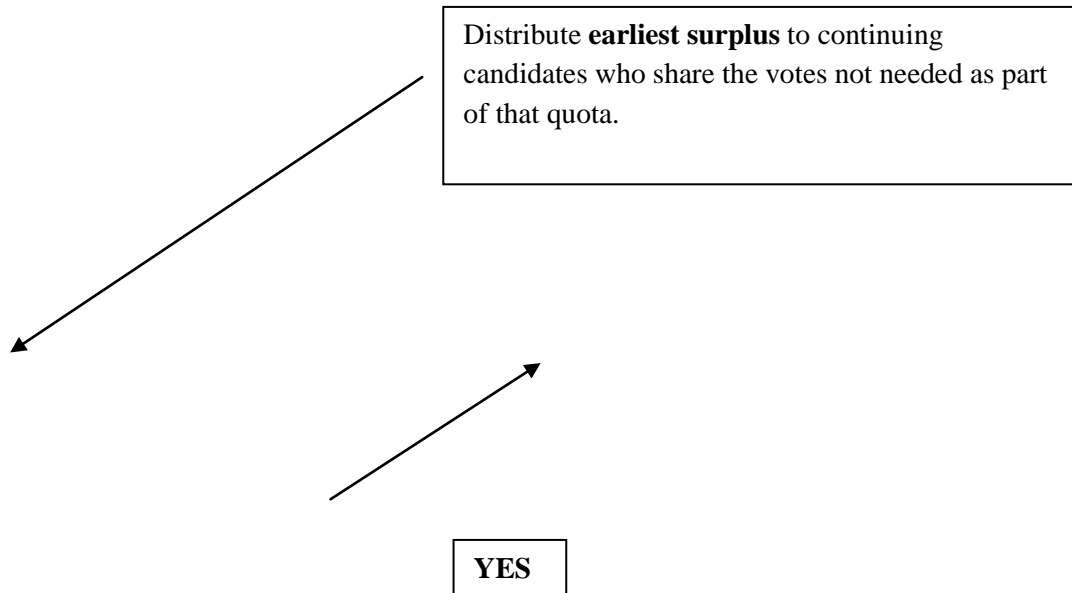 Distribute earliest surplus to continuing
candidates who share the votes not needed as part
of that quota.
YES